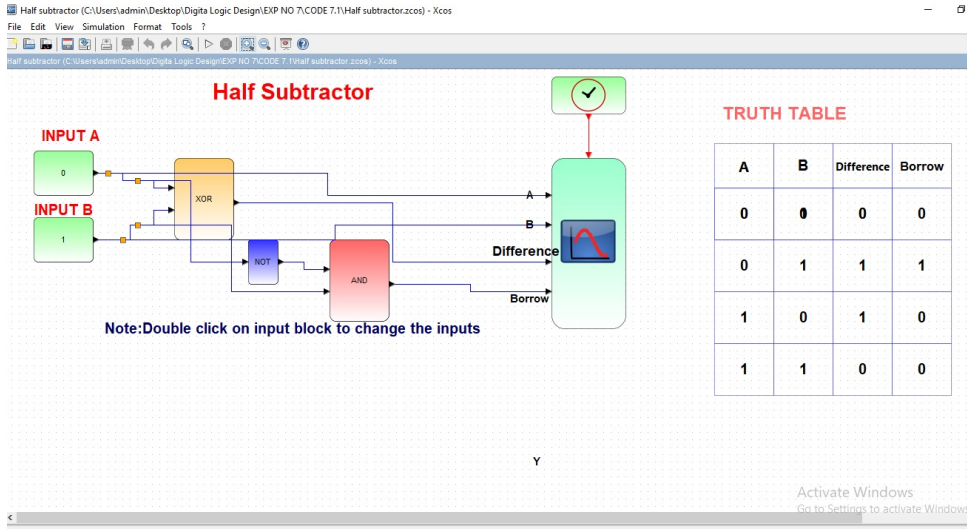 Half subtractor (C:\Users\admin\Desktop\Digita Logic Design\EXP NO 7\CODE 7.1\Half subtractor.zcos) - Xcos
File Edit View Simulation Format Tools ?
Half subtractor (C:\Users\admin\Desktop\Digita Logic Design\EXP NO 7\CODE 7.1\Half subtractor.zcos) - Xcos
Half Subtractor
TRUTH TABLE
INPUT A
0
XOR
A
INPUT B
1
B
NOT
AND
Difference
Borrow
Note:Double click on input block to change the inputs
A B Difference Borrow
0 0 0
0 1 1 1
1 0 1 0
1 1 0 0
Y
Activate Windows
Go to Settings to activate Windows